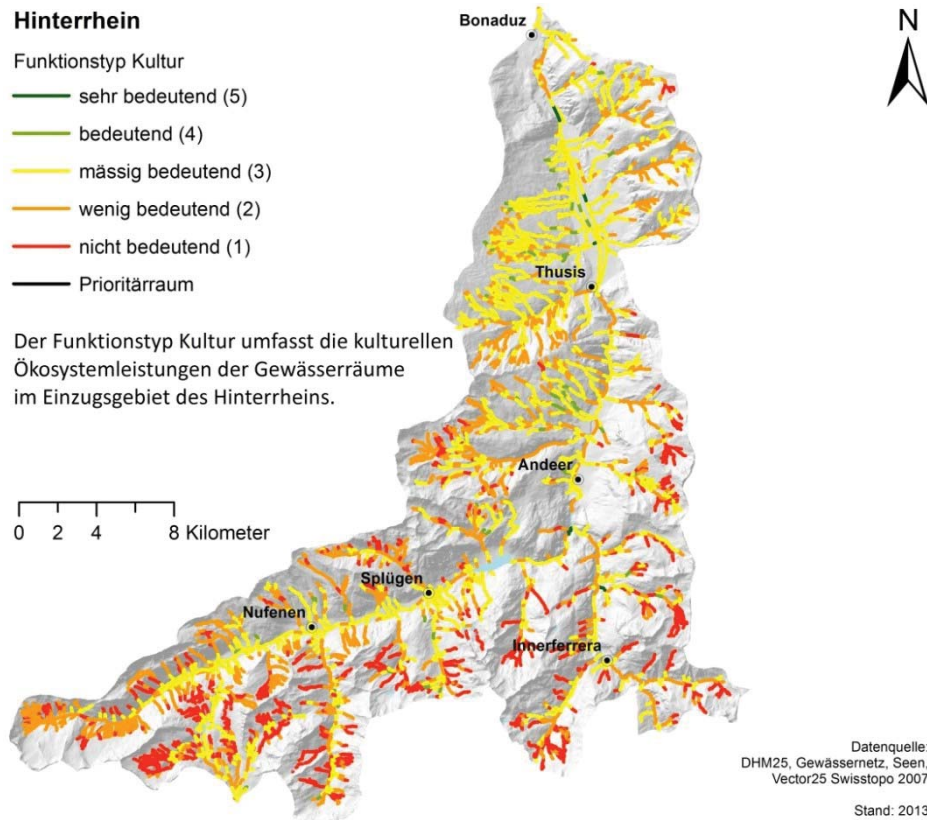 Hinterrhein
Funktionstyp Kultur
sehr bedeutend (5)
bedeutend (4)
mässig bedeutend (3)
wenig bedeutend (2)
nicht bedeutend (1)
Prioritärraum
Der Funktionstyp Kultur umfasst die kulturellen
Ökosystemleistungen der Gewässerräume
im Einzugsgebiet des Hinterrheins.
0 2 4 8 Kilometer
N
Bonaduz
Thusis
Andeer
Splügen
Nufenen
Innerferrera
Datenquelle:
DHM25, Gewässernetz, Seen,
Vector25 Swisstopo 2007
Stand: 2013